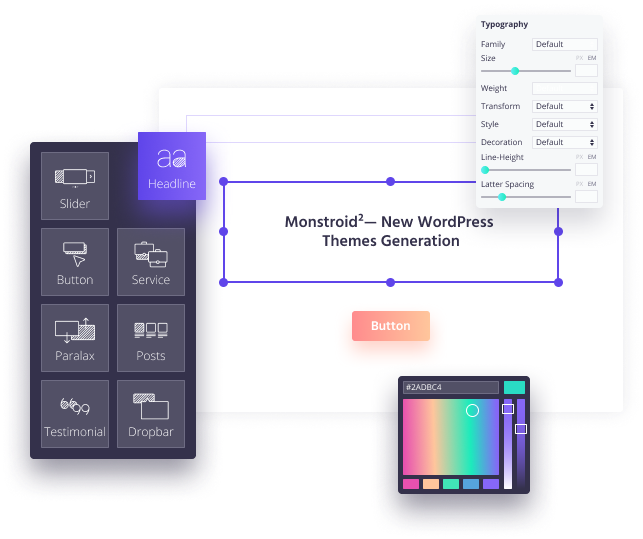 Typography
Family Default
Size PX EM
Weight
Transform Default
Style Default
Decoration Default
Line-Height PX EM
Latter Spacing PX EM
aa
Headline
Slider
Button
Service
Paralax
Posts
Testimonial
Dropbar
Monstroid²— New WordPress
Themes Generation
Button
#2ADBC4